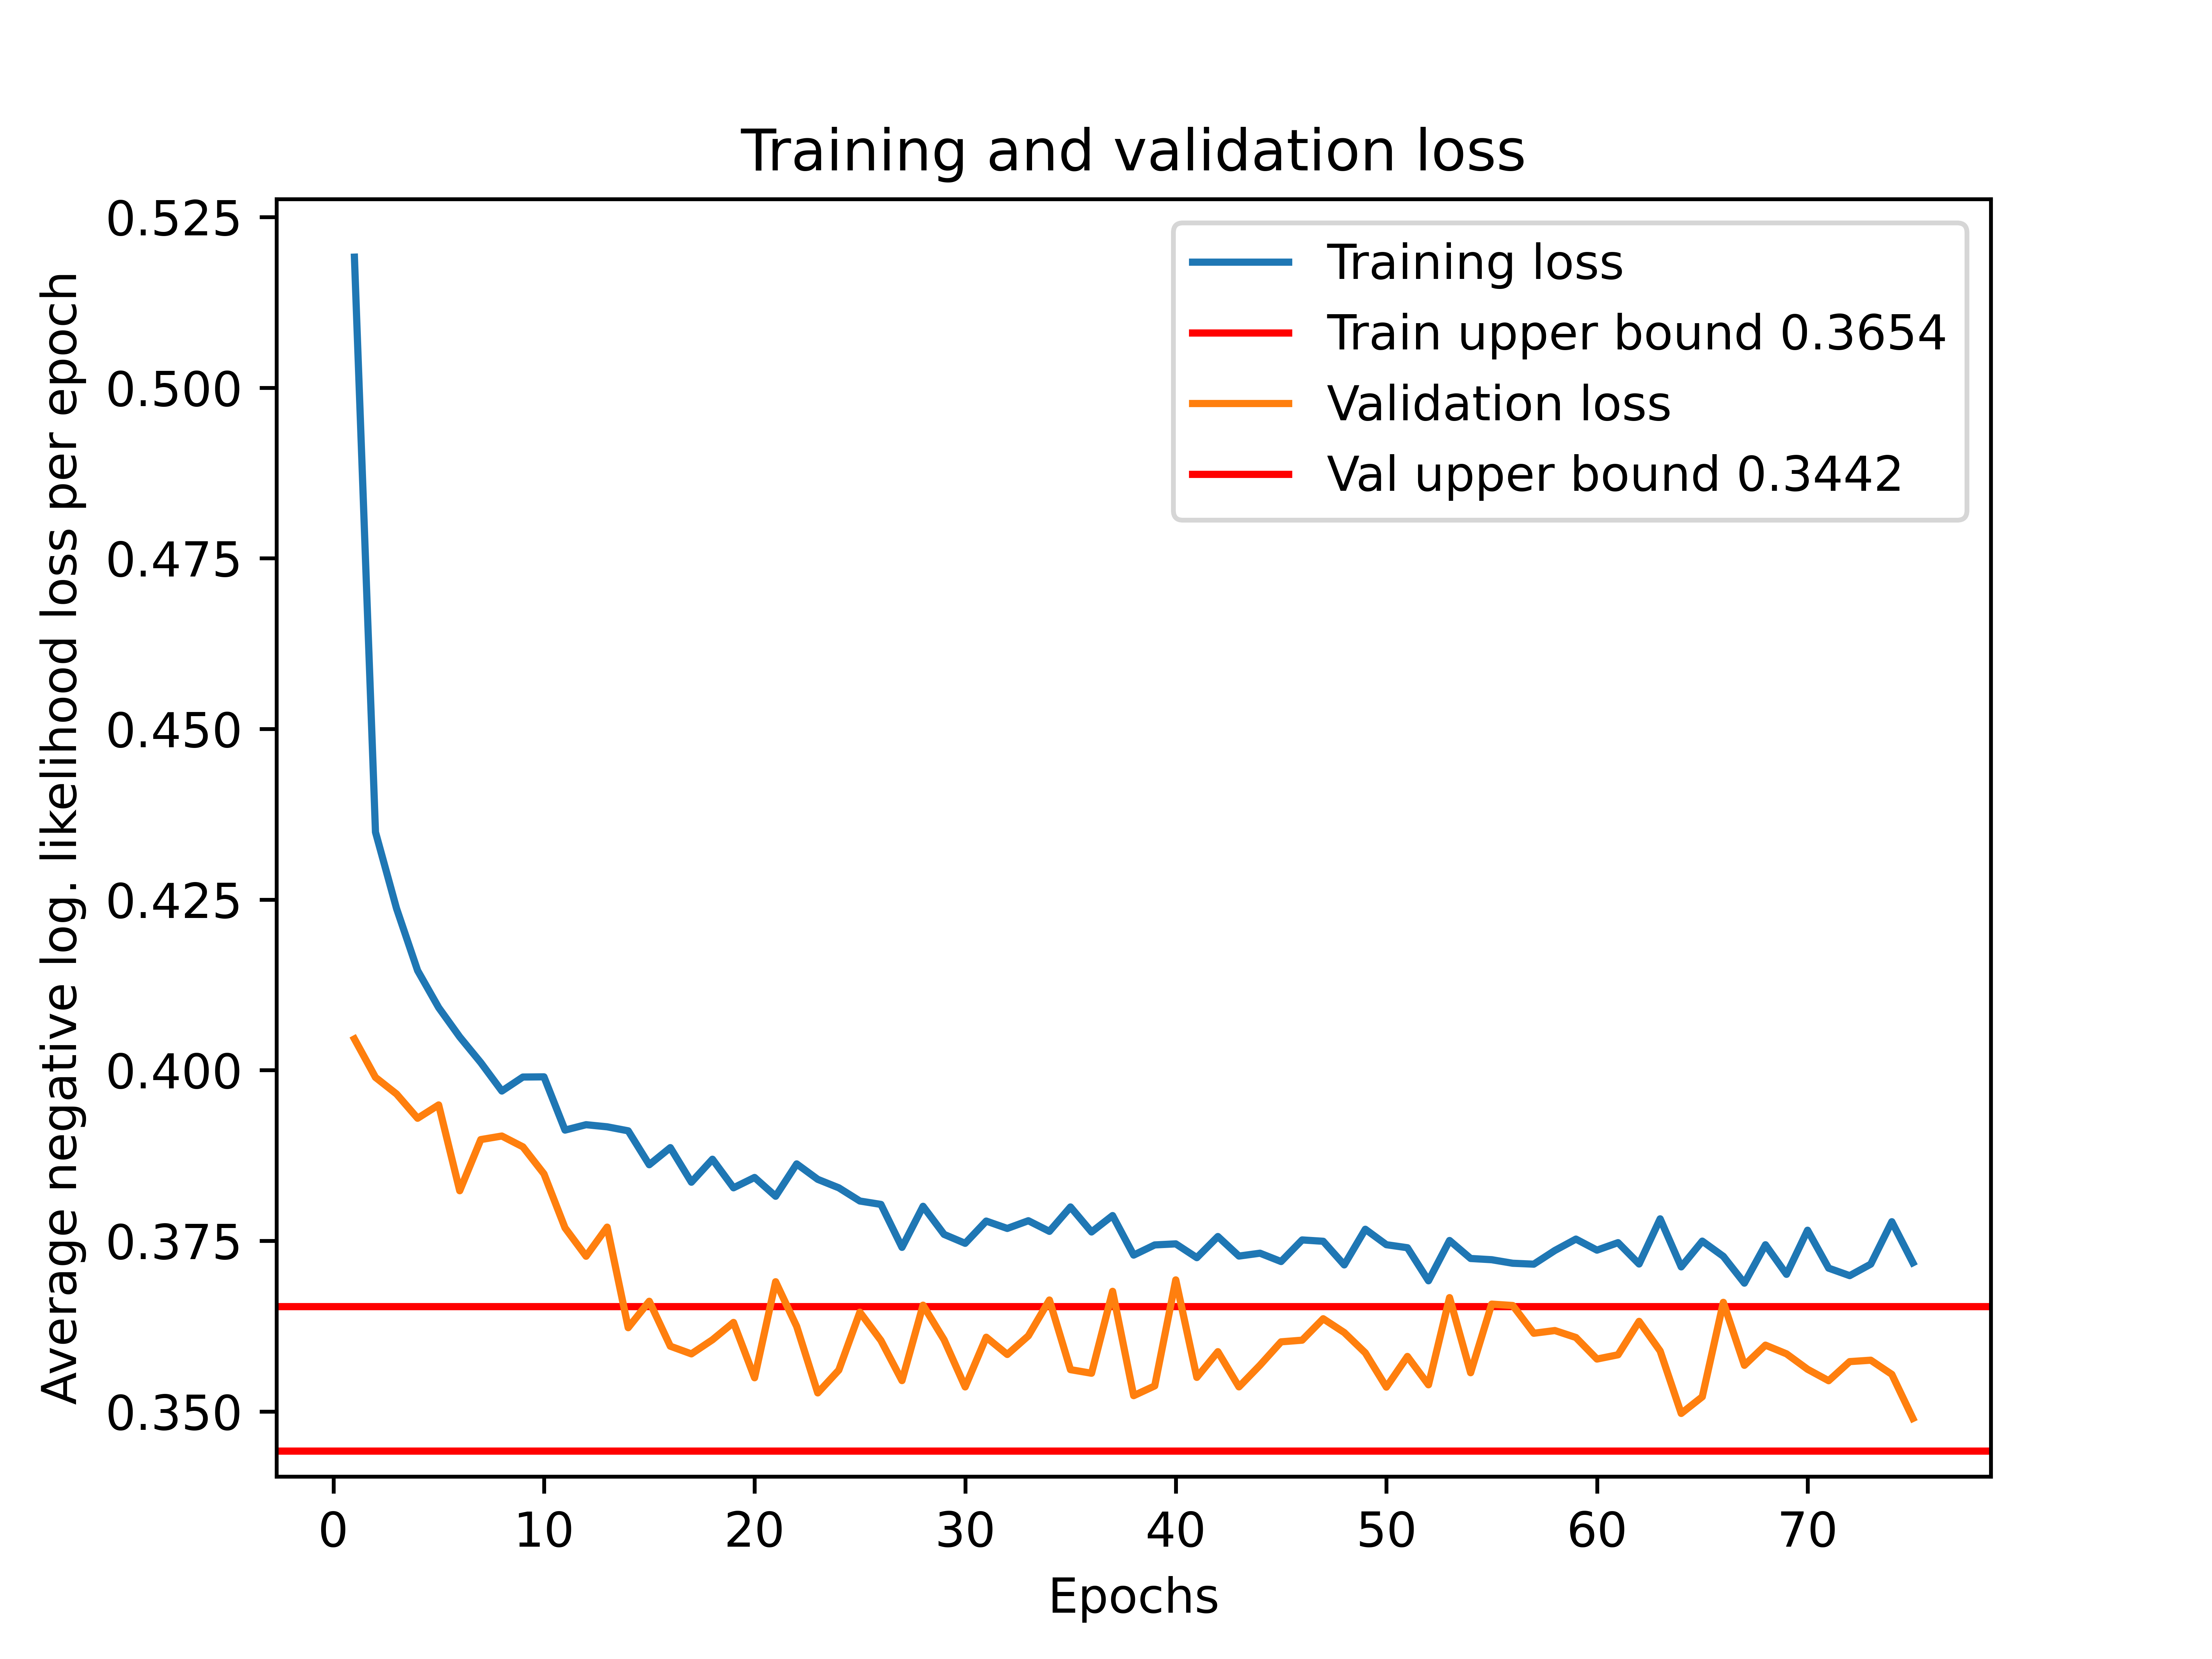 Training and validation loss
Average negative log. likelihood loss per epoch
0.525
0.500
0.475
0.450
0.425
0.400
0.375
0.350
Training loss
Train upper bound 0.3654
Validation loss
Val upper bound 0.3442
0 10 20 30 40 50 60 70
Epochs